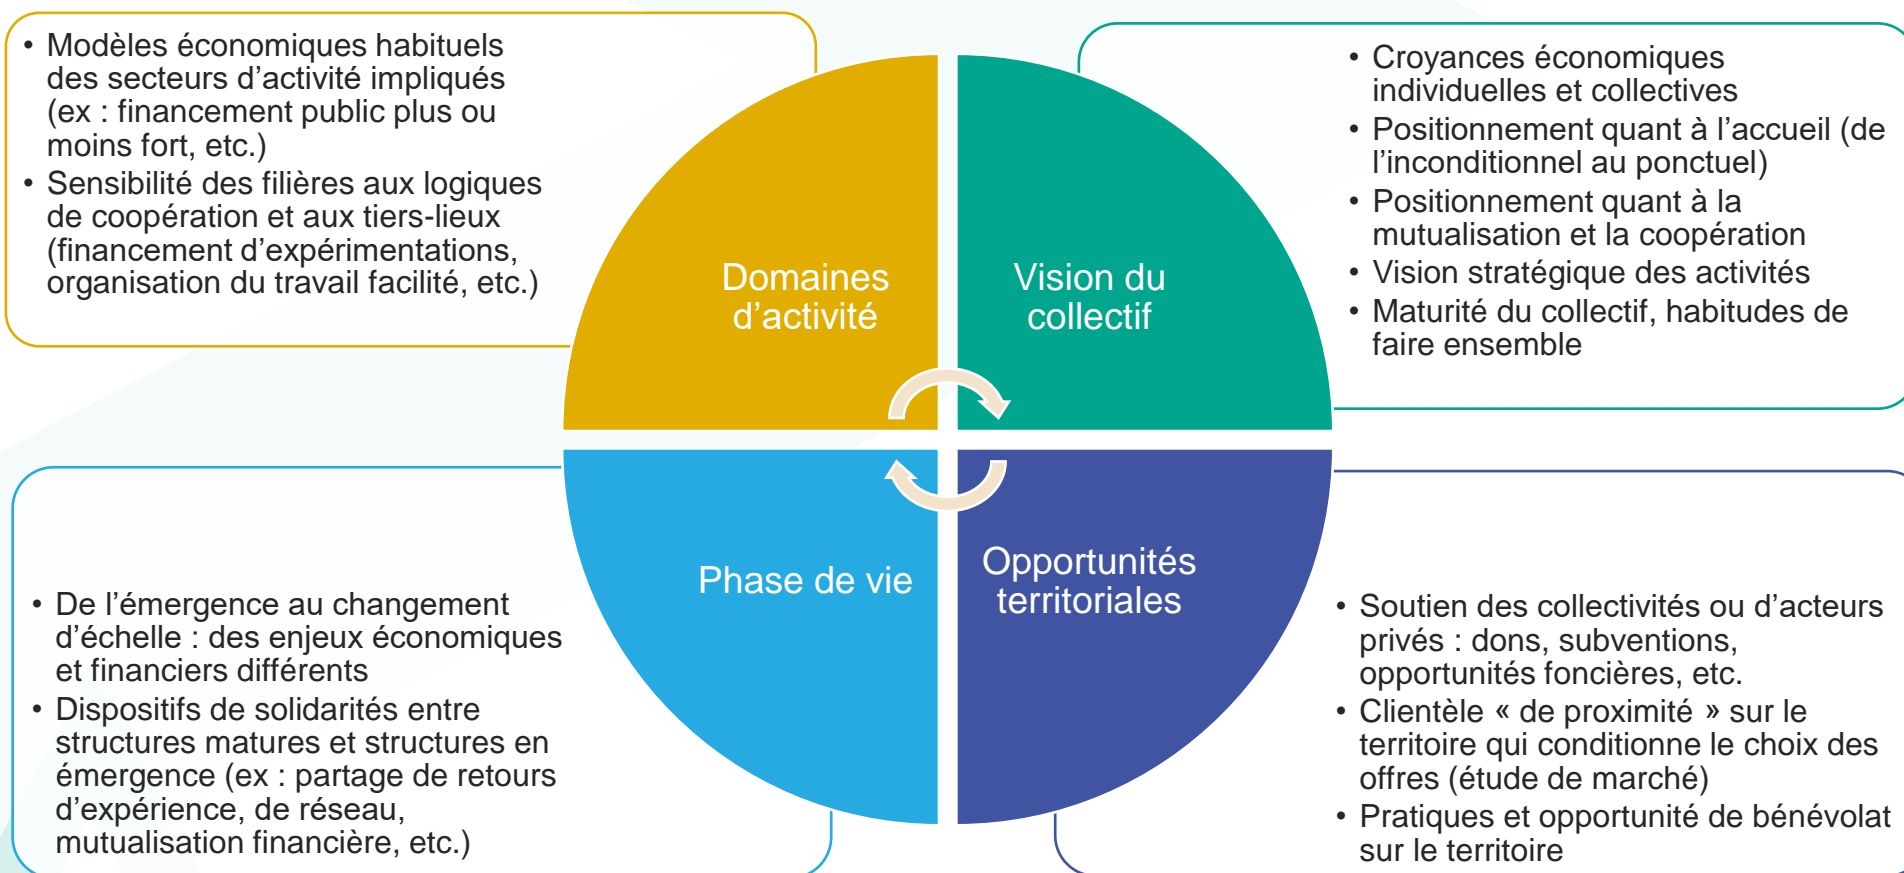 • Modèles économiques habituels
des secteurs d’activité impliqués
(ex : financement public plus ou
moins fort, etc.)
• Sensibilité des filières aux logiques
de coopération et aux tiers-lieux
(financement d’expérimentations,
organisation du travail facilité, etc.)
Domaines
d’activité
Vision du
collectif
• Croyances économiques
individuelles et collectives
• Positionnement quant à l’accueil (de
l’inconditionnel au ponctuel)
• Positionnement quant à la
mutualisation et la coopération
• Vision stratégique des activités
• Maturité du collectif, habitudes de
faire ensemble
• De l’émergence au changement
d’échelle : des enjeux économiques
et financiers différents
• Dispositifs de solidarités entre
structures matures et structures en
émergence (ex : partage de retours
d’expérience, de réseau,
mutualisation financière, etc.)
Phase de vie
Opportunités
territoriales
• Soutien des collectivités ou d’acteurs
privés : dons, subventions,
opportunités foncières, etc.
• Clientèle « de proximité » sur le
territoire qui conditionne le choix des
offres (étude de marché)
• Pratiques et opportunité de bénévolat
sur le territoire